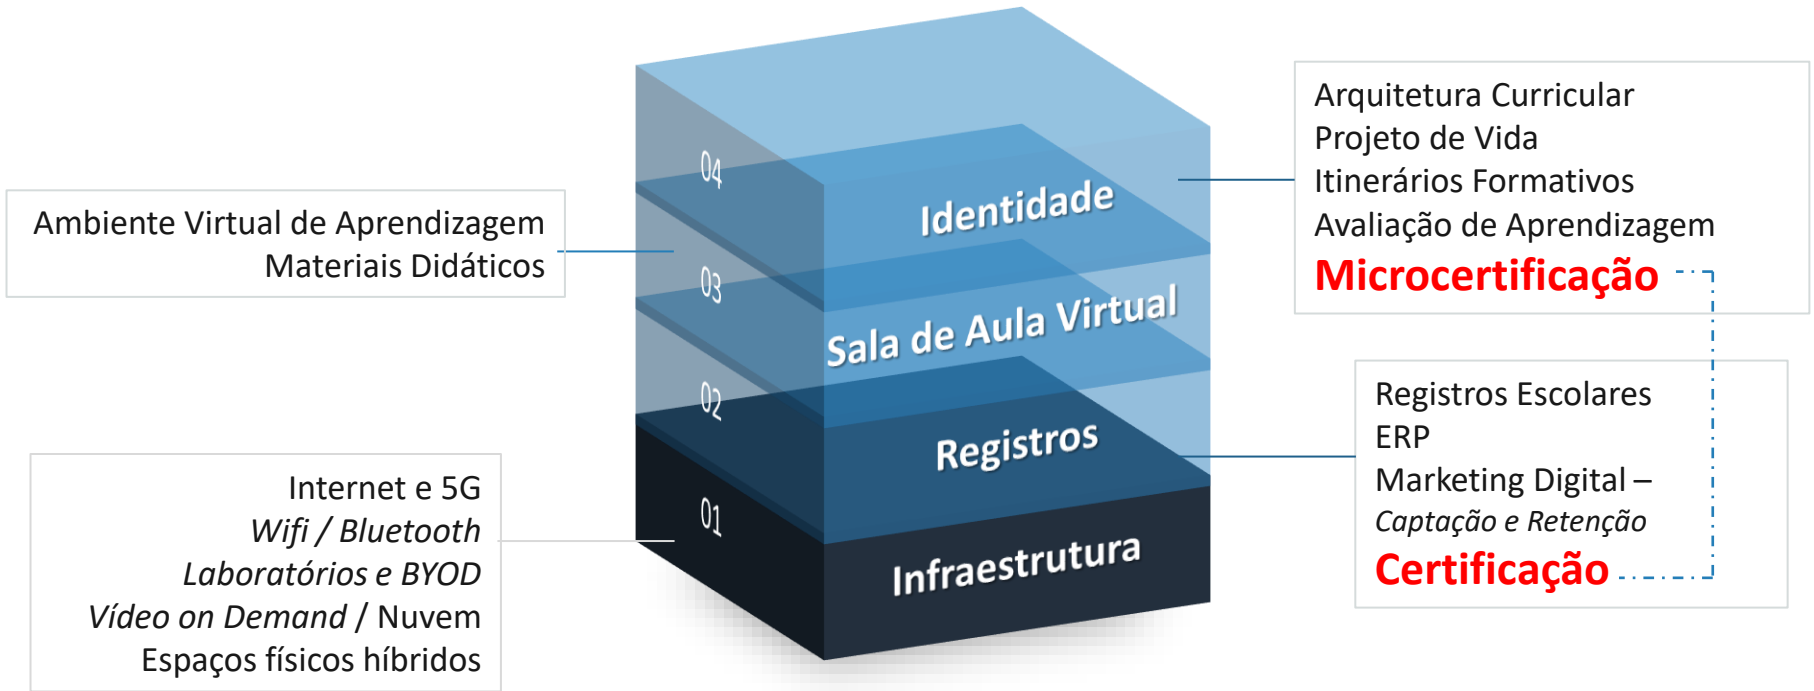 Ambiente Virtual de Aprendizagem
Materiais Didáticos
Internet e 5G
Wifi / Bluetooth
Laboratórios e BYOD
Vídeo on Demand / Nuvem
Espaços físicos híbridos
04
Identidade
03
Sala de Aula Virtual
02
Registros
01
Infraestrutura
Arquitetura Curricular
Projeto de Vida
Itinerários Formativos
Avaliação de Aprendizagem
Microcertificação
Registros Escolares
ERP
Marketing Digital –
Captação e Retenção
Certificação